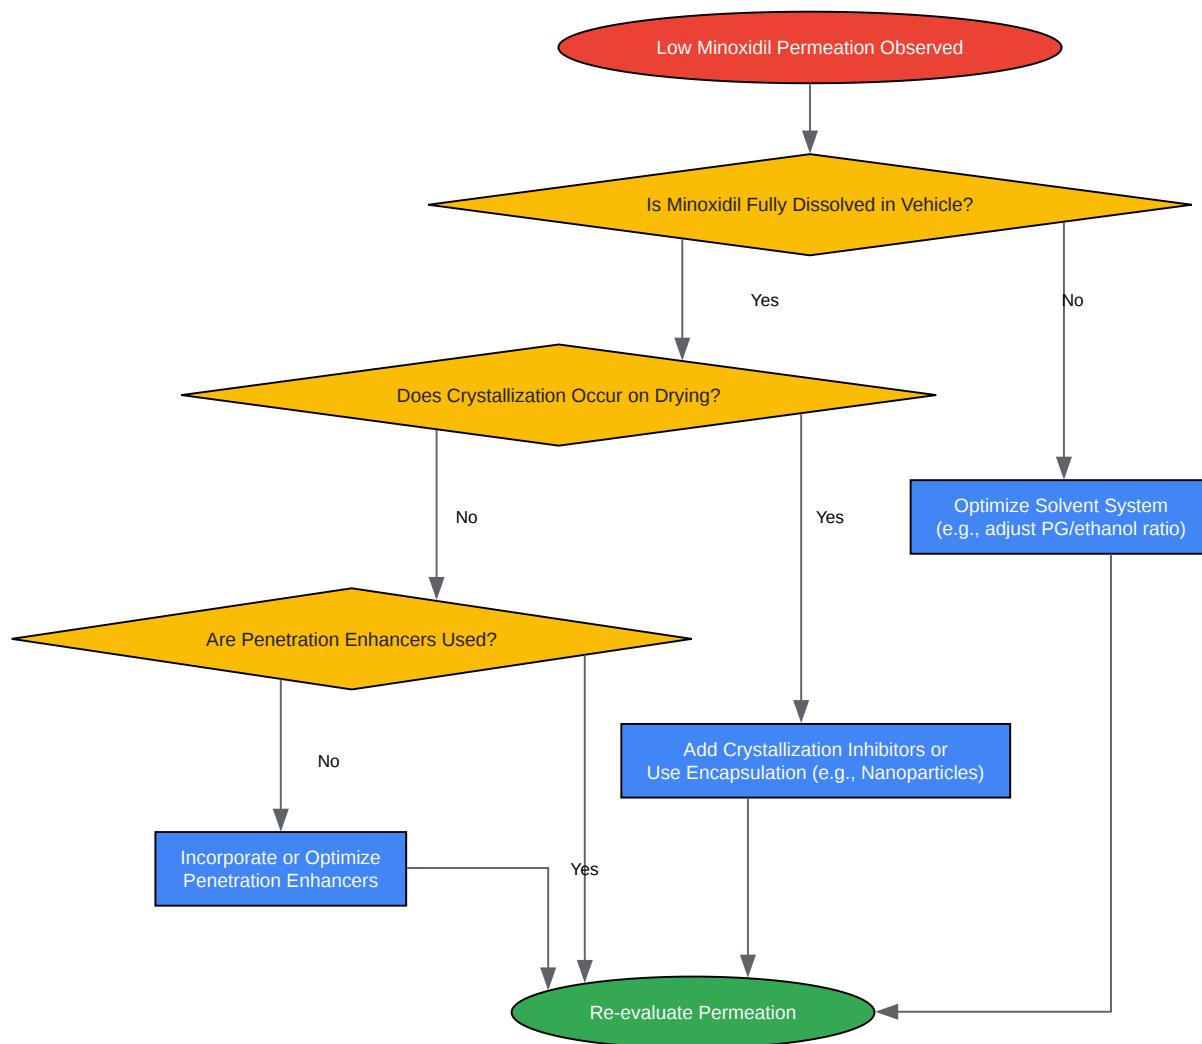 Low Minoxidil Permeation Observed
Is Minoxidil Fully Dissolved in Vehicle?
Yes
No
Does Crystallization Occur on Drying?
Optimize Solvent System
(e.g., adjust PG/ethanol ratio)
No
Yes
Are Penetration Enhancers Used?
Add Crystallization Inhibitors or
Use Encapsulation (e.g., Nanoparticles)
No
Incorporate or Optimize
Penetration Enhancers
Yes
Re-evaluate Permeation